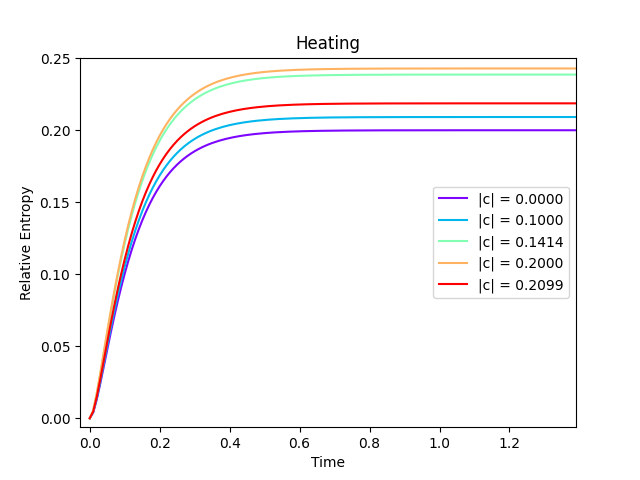 Heating
Relative Entropy
0.25
0.20
0.15
0.10
0.05
0.00
|c| = 0.0000
|c| = 0.1000
|c| = 0.1414
|c| = 0.2000
|c| = 0.2099
0.0 0.2 0.4 0.6 0.8 1.0 1.2
Time